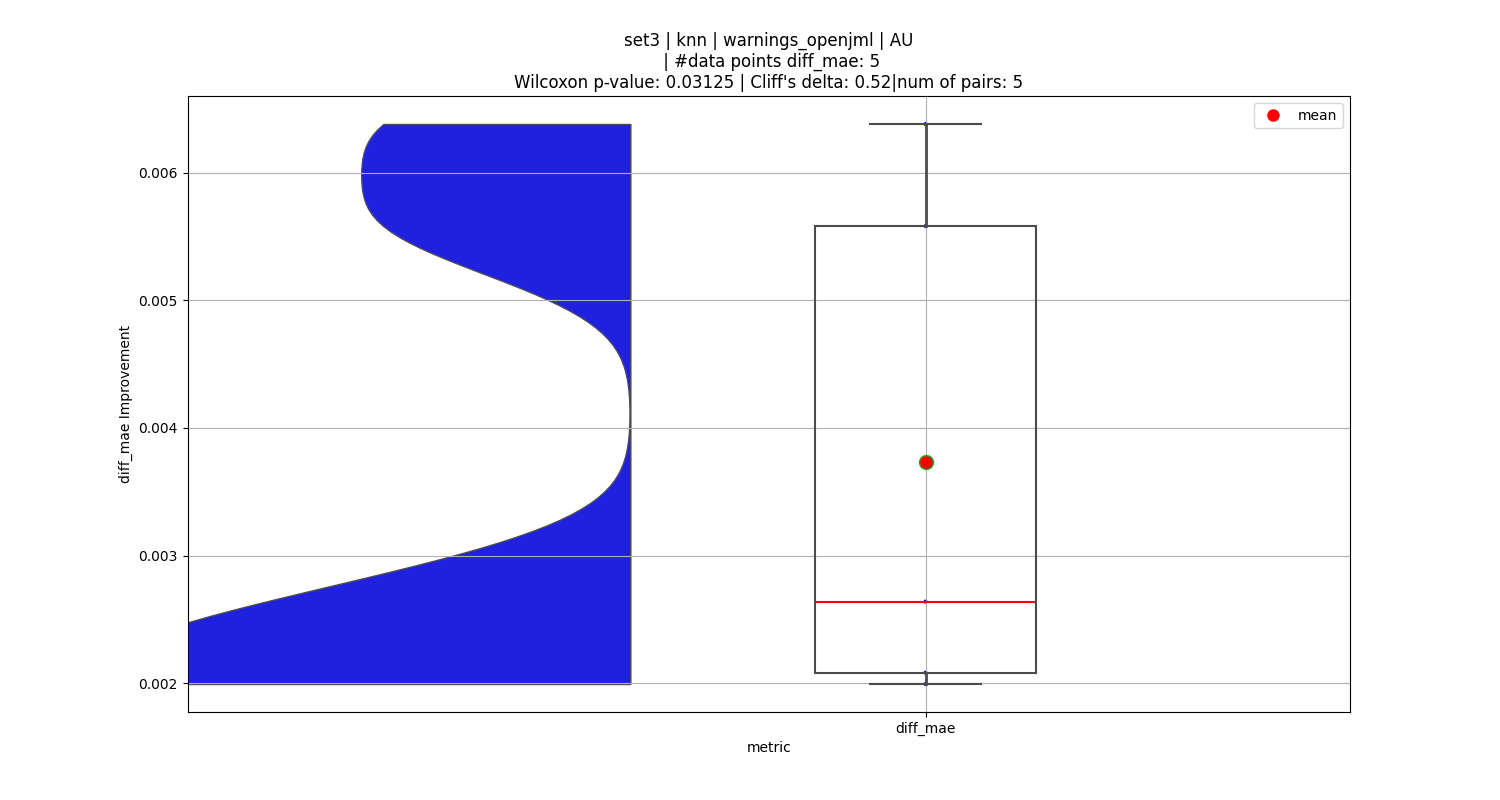 set3 | knn | warnings_openjml | AU
| #data points diff_mae: 5
Wilcoxon p-value: 0.03125 | Cliff's delta: 0.52|num of pairs: 5
mean
0.006
0.005
0.004
0.003
0.002
diff_mae Improvement
diff_mae
metric